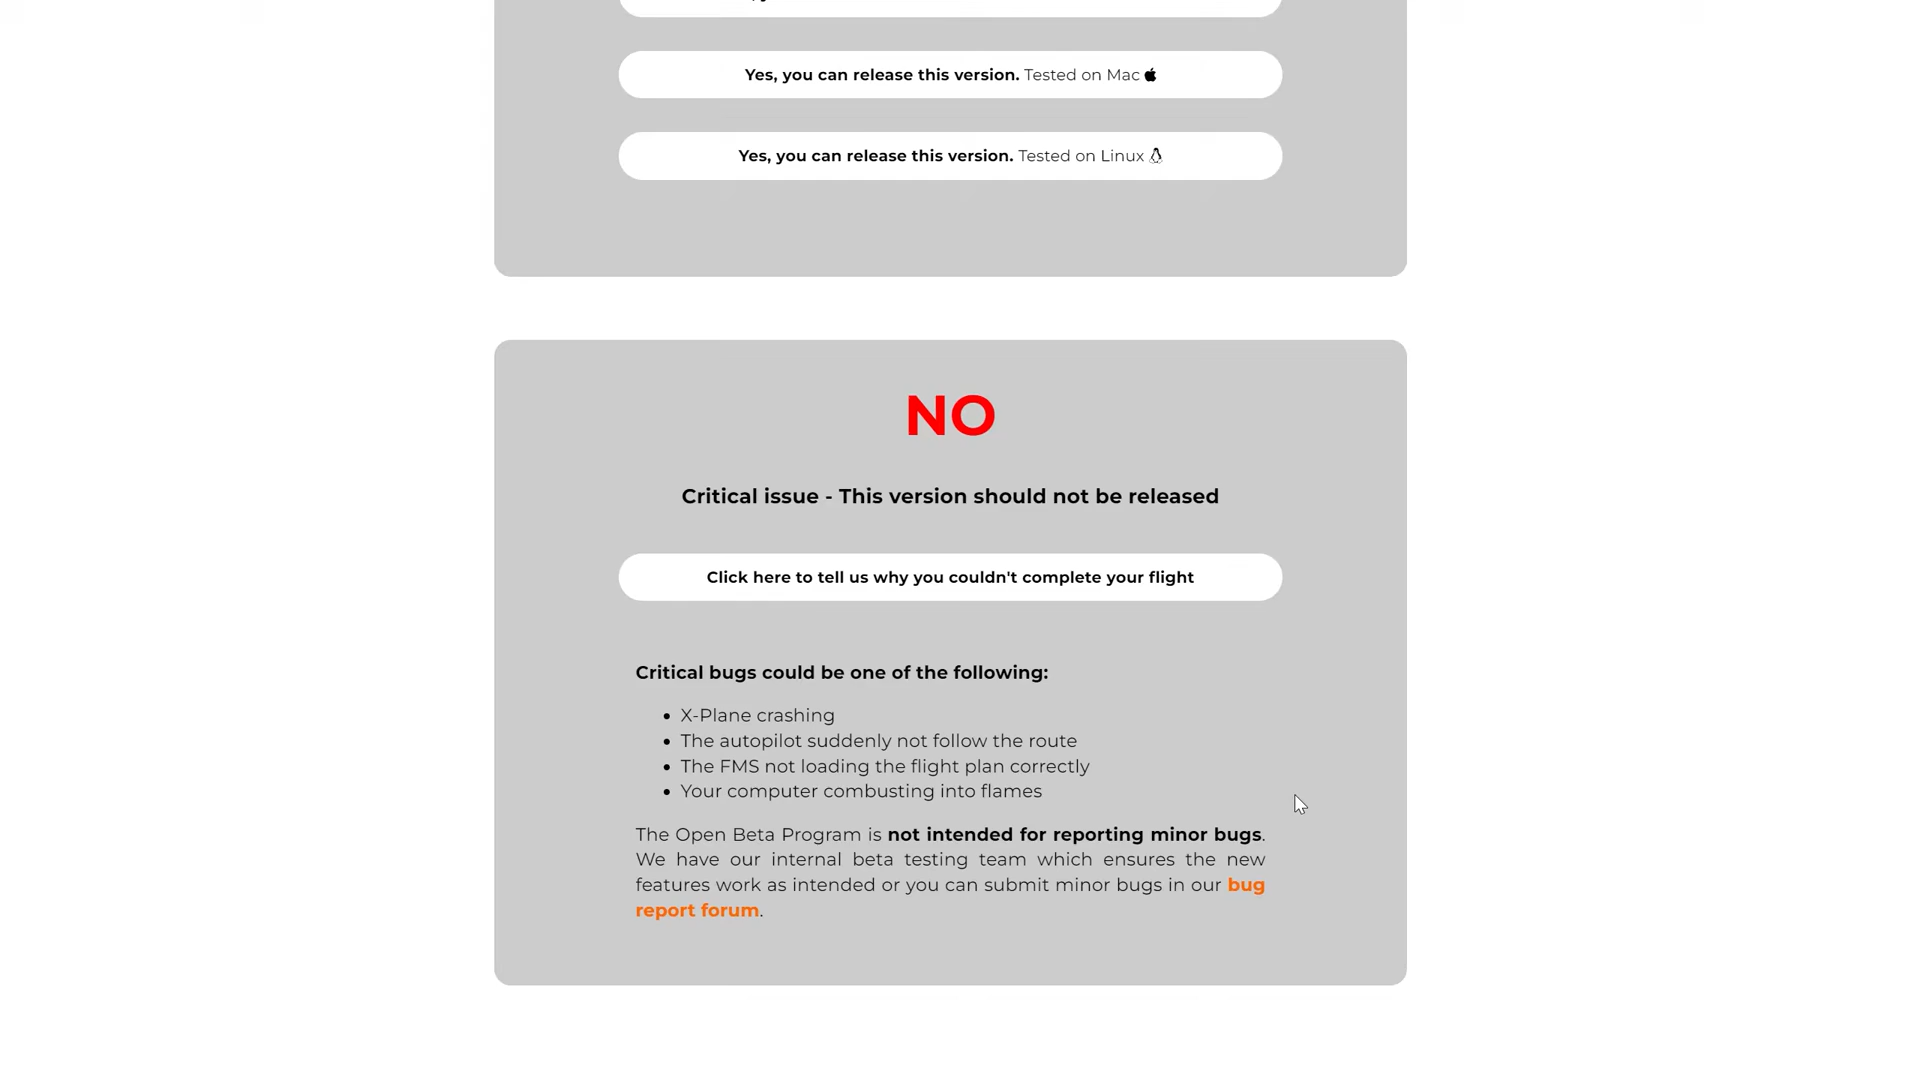 Yes, you can release this version. Tested on Mac
Yes, you can release this version. Tested on Linux
NO
Critical issue - This version should not be released
Click here to tell us why you couldn't complete your flight
Critical bugs could be one of the following:
• X-Plane crashing
• The autopilot suddenly not follow the route
• The FMS not loading the flight plan correctly
• Your computer combusting into flames
The Open Beta Program is not intended for reporting minor bugs.
We have our internal beta testing team which ensures the new
features work as intended or you can submit minor bugs in our bug
report forum.